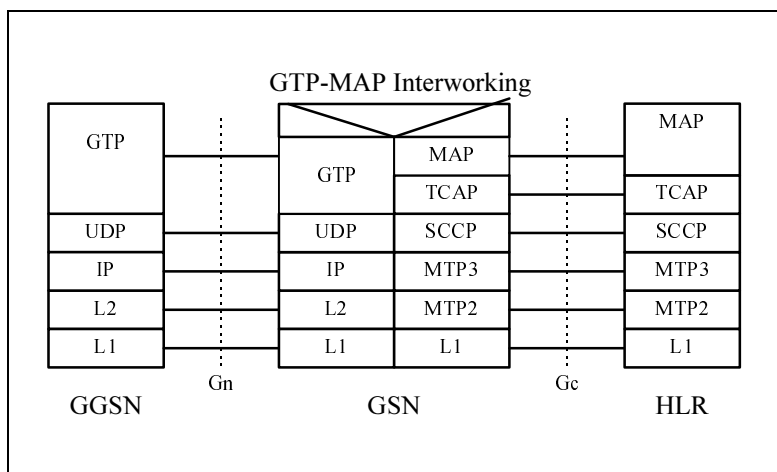 GTP-MAP Interworking
GTP
UDP
IP
L2
L1
GTP
UDP
IP
L2
L1
MAP
TCAP
SCCP
MTP3
MTP2
L1
MAP
TCAP
SCCP
MTP3
MTP2
L1
Gn
Gc
GGSN
GSN
HLR